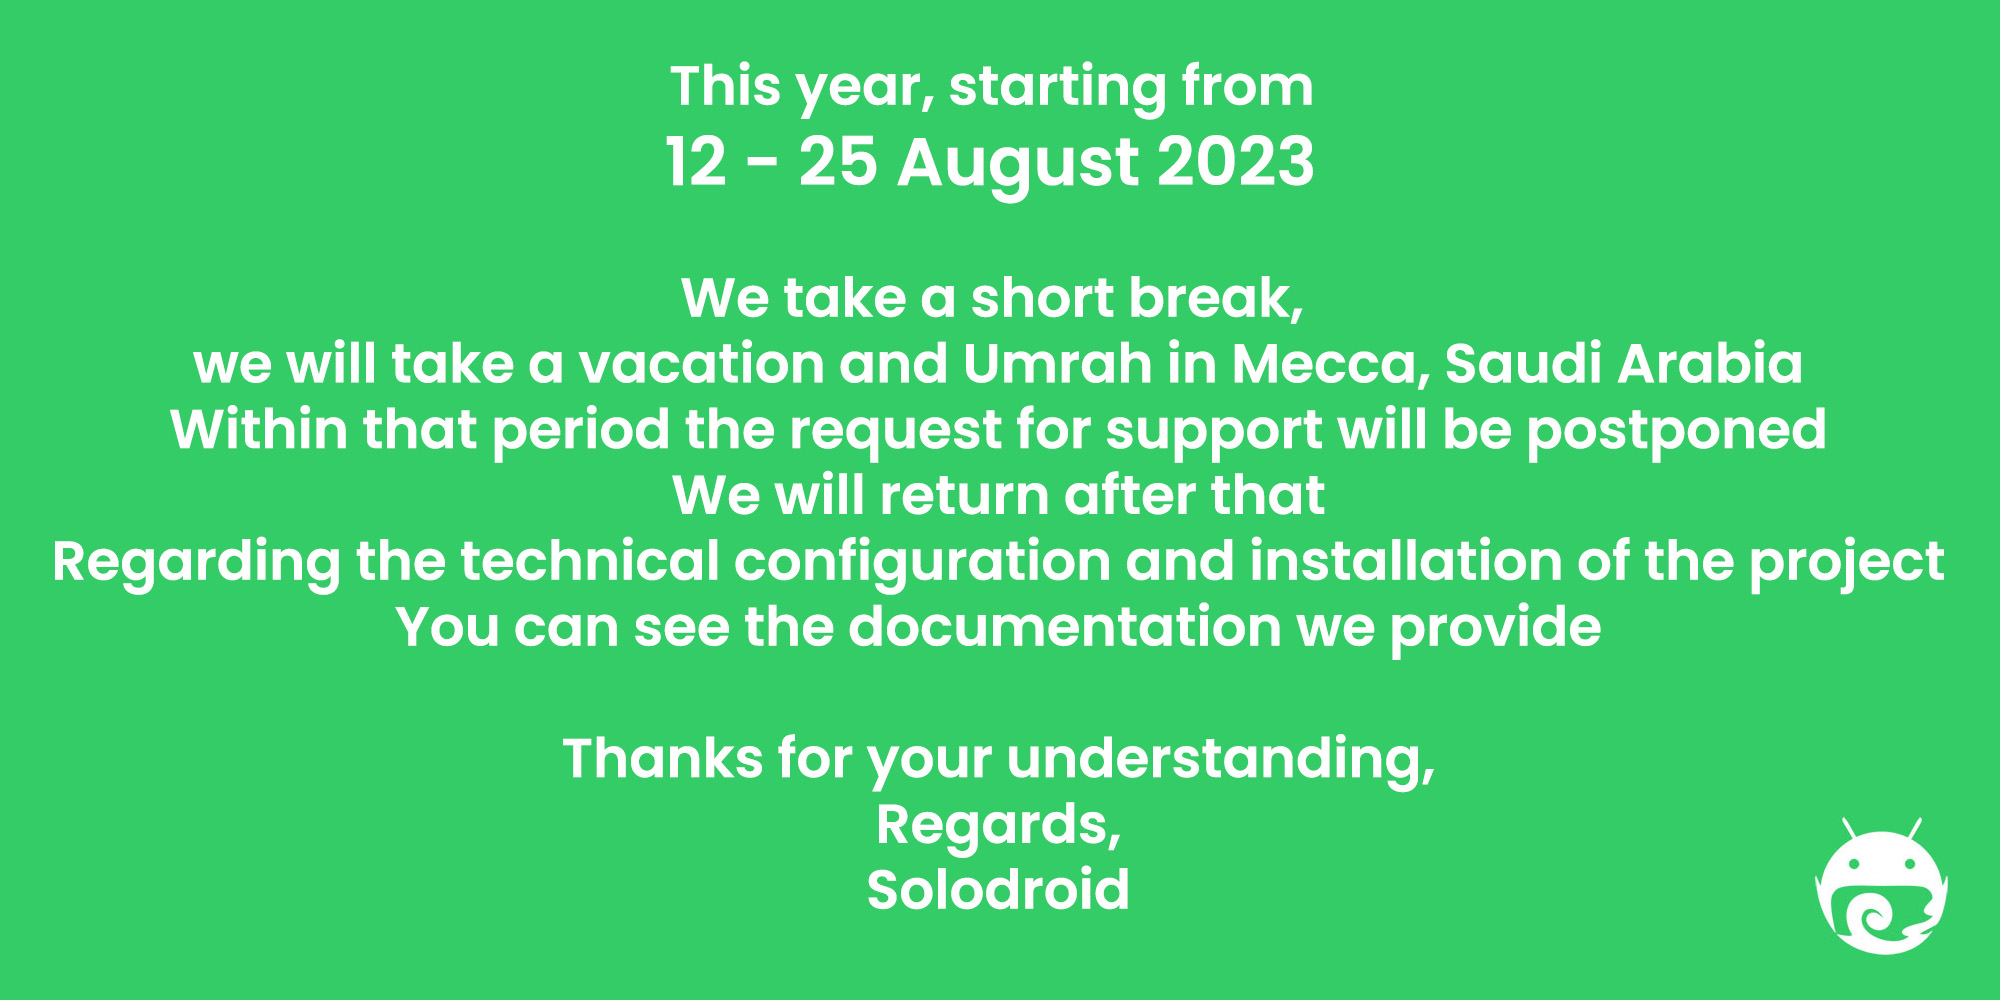 This year, starting from
12 - 25 August 2023
We take a short break,
we will take a vacation and Umrah in Mecca, Saudi Arabia
Within that period the request for support will be postponed
We will return after that
Regarding the technical configuration and installation of the project
You can see the documentation we provide
Thanks for your understanding,
Regards,
Solodroid